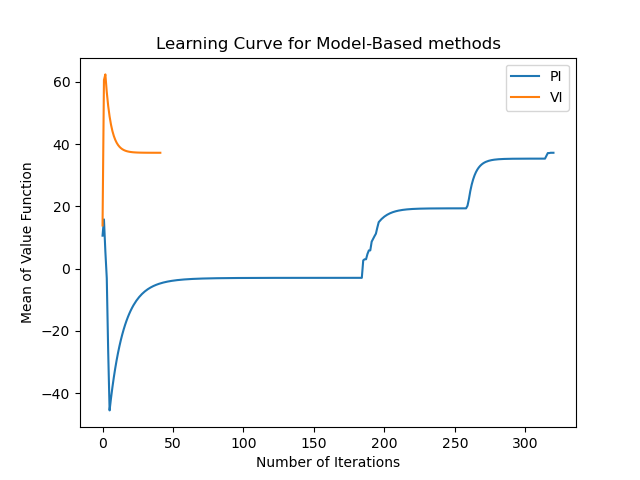 Learning Curve for Model-Based methods
PI
VI
60
40
20
0
−20
−40
Mean of Value Function
0 50 100 150 200 250 300
Number of Iterations